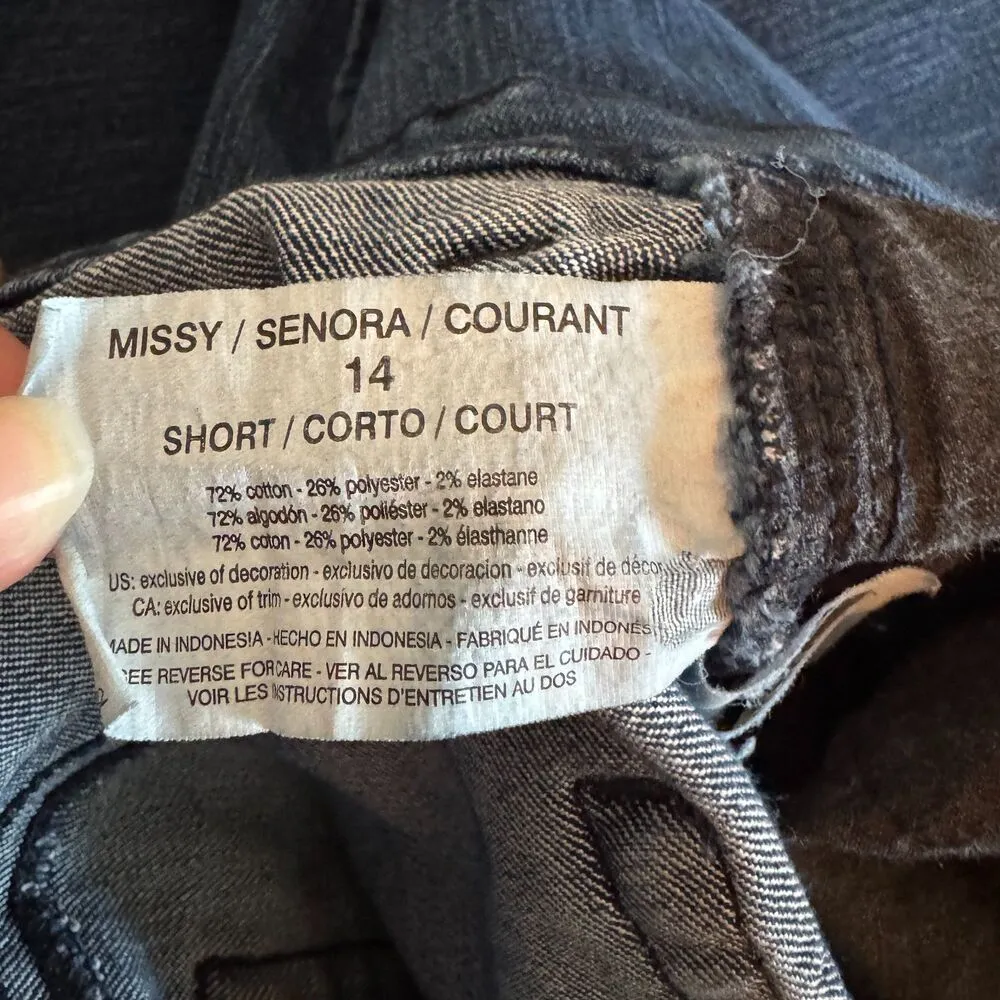 MISSY / SENORA / COURANT
14
SHORT / CORTO / COURT
72% cotton - 26% polyester - 2% elastane
72% algodón - 26% poliéster - 2% elastano
72% coton - 26% polyester - 2% élasthanne
US: exclusive of decoration - exclusivo de decoracion - exclusif de décor
CA: exclusive of trim - exclusivo de adornos - exclusif de garniture
MADE IN INDONESIA - HECHO EN INDONESIA - FABRIQUÉ EN INDONÉS
SEE REVERSE FOR CARE - VER AL REVERSO PARA EL CUIDADO -
VOIR LES INSTRUCTIONS D'ENTRETIEN AU DOS